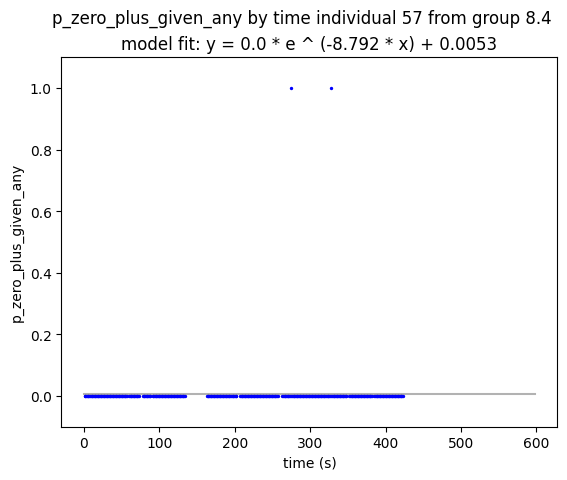 p_zero_plus_given_any by time individual 57 from group 8.4
model fit: y = 0.0 * e ^ (-8.792 * x) + 0.0053
1.0
0.8
0.6
0.4
0.2
0.0
p_zero_plus_given_any
0 100 200 300 400 500 600
time (s)